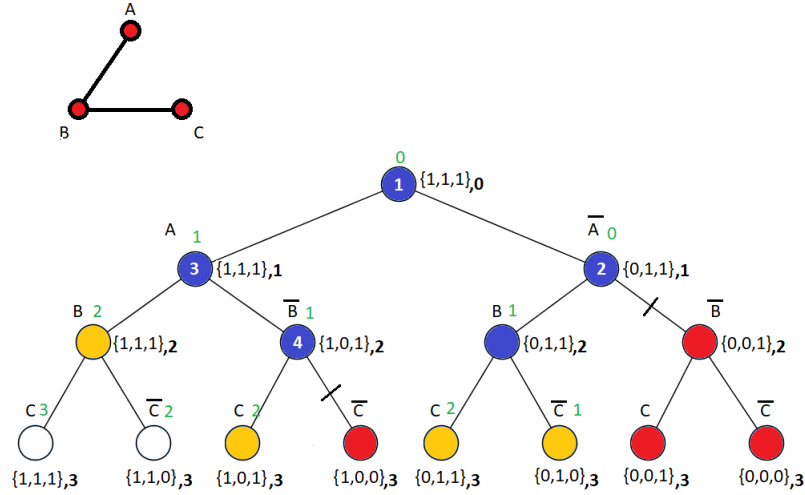 A
B C
0
1 {1,1,1},0
A 1
A̅ 0
3 {1,1,1},1
2 {0,1,1},1
B 2
B̅ 1
B 1
B̅
{1,1,1},2
4 {1,0,1},2
{0,1,1},2
{0,0,1},2
C 3
C̅ 2
C 2
C̅
C 2
C̅ 1
C
C̅
{1,1,1},3
{1,1,0},3
{1,0,1},3
{1,0,0},3
{0,1,1},3
{0,1,0},3
{0,0,1},3
{0,0,0},3